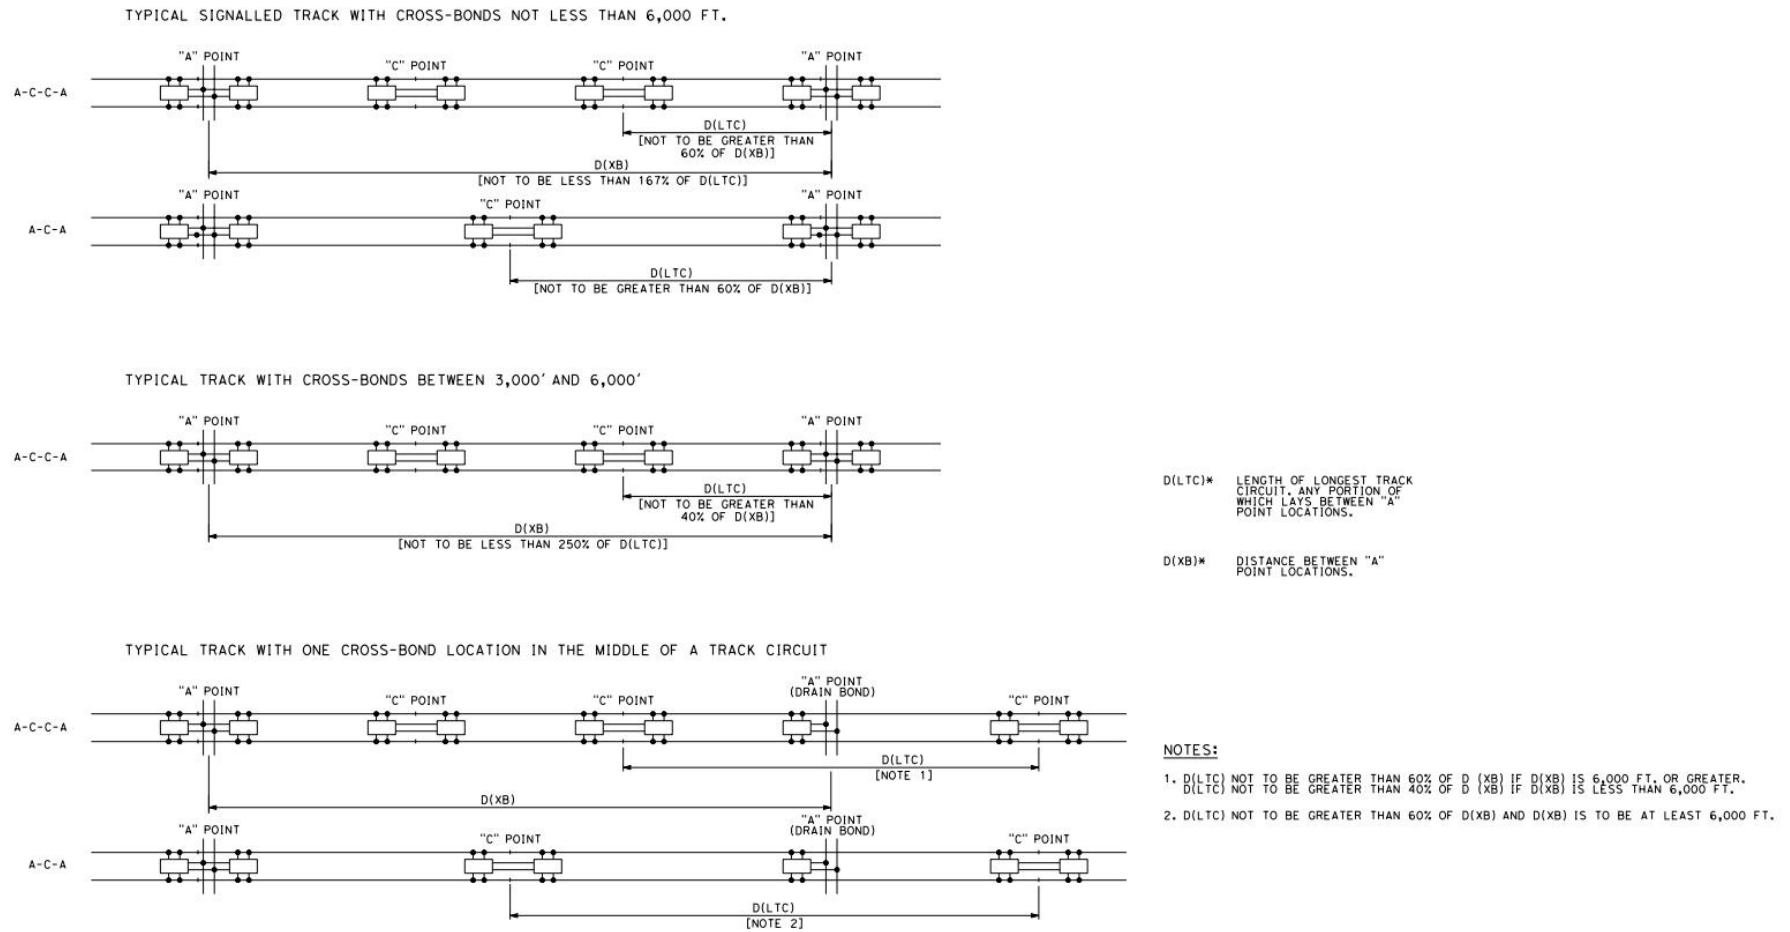 TYPICAL SIGNALLED TRACK WITH CROSS-BONDS NOT LESS THAN 6,000 FT.
"A" POINT
"C" POINT
"C" POINT
"A" POINT
A-C-C-A
D(LTC)
[NOT TO BE GREATER THAN
60% OF D(XB)]
D(XB)
[NOT TO BE LESS THAN 167% OF D(LTC)]
"A" POINT
"C" POINT
"A" POINT
A-C-A
D(LTC)
[NOT TO BE GREATER THAN 60% OF D(XB)]
TYPICAL TRACK WITH CROSS-BONDS BETWEEN 3,000' AND 6,000'
"A" POINT
"C" POINT
"C" POINT
"A" POINT
A-C-C-A
D(LTC)
[NOT TO BE GREATER THAN
40% OF D(XB)]
D(XB)
[NOT TO BE LESS THAN 250% OF D(LTC)]
D(LTC)* LENGTH OF LONGEST TRACK
CIRCUIT. ANY PORTION OF
WHICH LAYS BETWEEN "A"
POINT LOCATIONS.
D(XB)* DISTANCE BETWEEN "A"
POINT LOCATIONS.
TYPICAL TRACK WITH ONE CROSS-BOND LOCATION IN THE MIDDLE OF A TRACK CIRCUIT
"A" POINT
"C" POINT
"C" POINT
"A" POINT
(DRAIN BOND)
"C" POINT
A-C-C-A
D(LTC)
[NOTE 1]
D(XB)
"A" POINT
"C" POINT
"A" POINT
(DRAIN BOND)
"C" POINT
A-C-A
D(LTC)
[NOTE 2]
NOTES:
1. D(LTC) NOT TO BE GREATER THAN 60% OF D (XB) IF D(XB) IS 6,000 FT. OR GREATER.
D(LTC) NOT TO BE GREATER THAN 40% OF D (XB) IF D(XB) IS LESS THAN 6,000 FT.
2. D(LTC) NOT TO BE GREATER THAN 60% OF D(XB) AND D(XB) IS TO BE AT LEAST 6,000 FT.